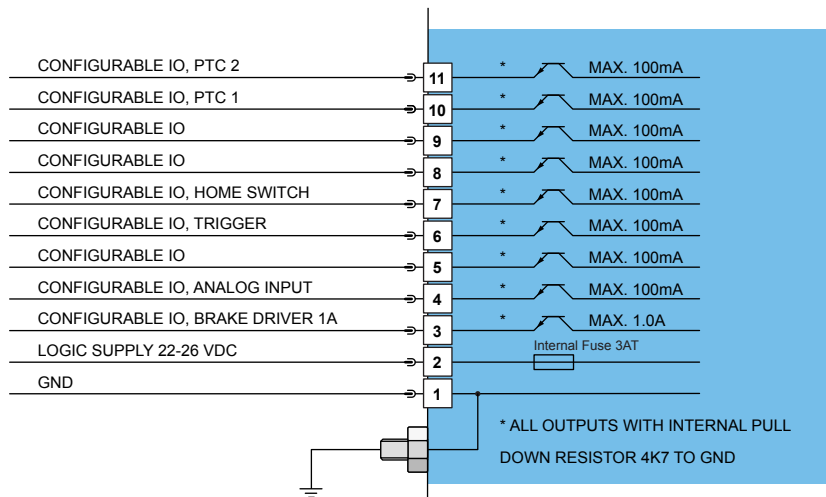 CONFIGURABLE IO, PTC 2 11 * MAX. 100mA
CONFIGURABLE IO, PTC 1 10 * MAX. 100mA
CONFIGURABLE IO 9 * MAX. 100mA
CONFIGURABLE IO 8 * MAX. 100mA
CONFIGURABLE IO, HOME SWITCH 7 * MAX. 100mA
CONFIGURABLE IO, TRIGGER 6 * MAX. 100mA
CONFIGURABLE IO 5 * MAX. 100mA
CONFIGURABLE IO, ANALOG INPUT 4 * MAX. 100mA
CONFIGURABLE IO, BRAKE DRIVER 1A 3 * MAX. 1.0A
LOGIC SUPPLY 22-26 VDC 2 Internal Fuse 3AT
GND 1
* ALL OUTPUTS WITH INTERNAL PULL
DOWN RESISTOR 4K7 TO GND